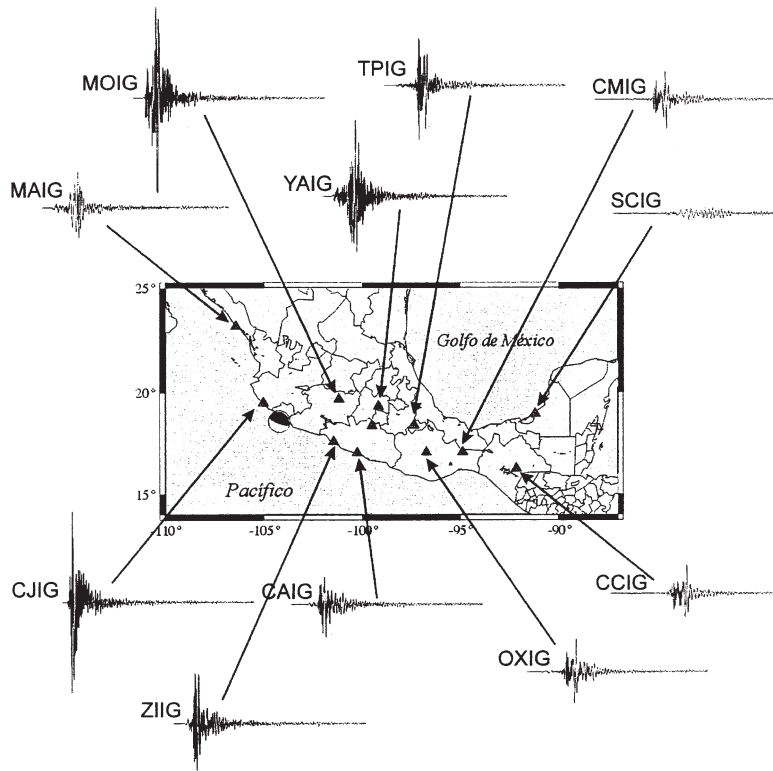 MOIG
TPIG
CMIG
MAIG
YAIG
SCIG
25°
Golfo de México
20°
15°
Pacífico
-110°
-105°
-100°
-95°
-90°
CJIG
CAIG
CCIG
OXIG
ZIIG